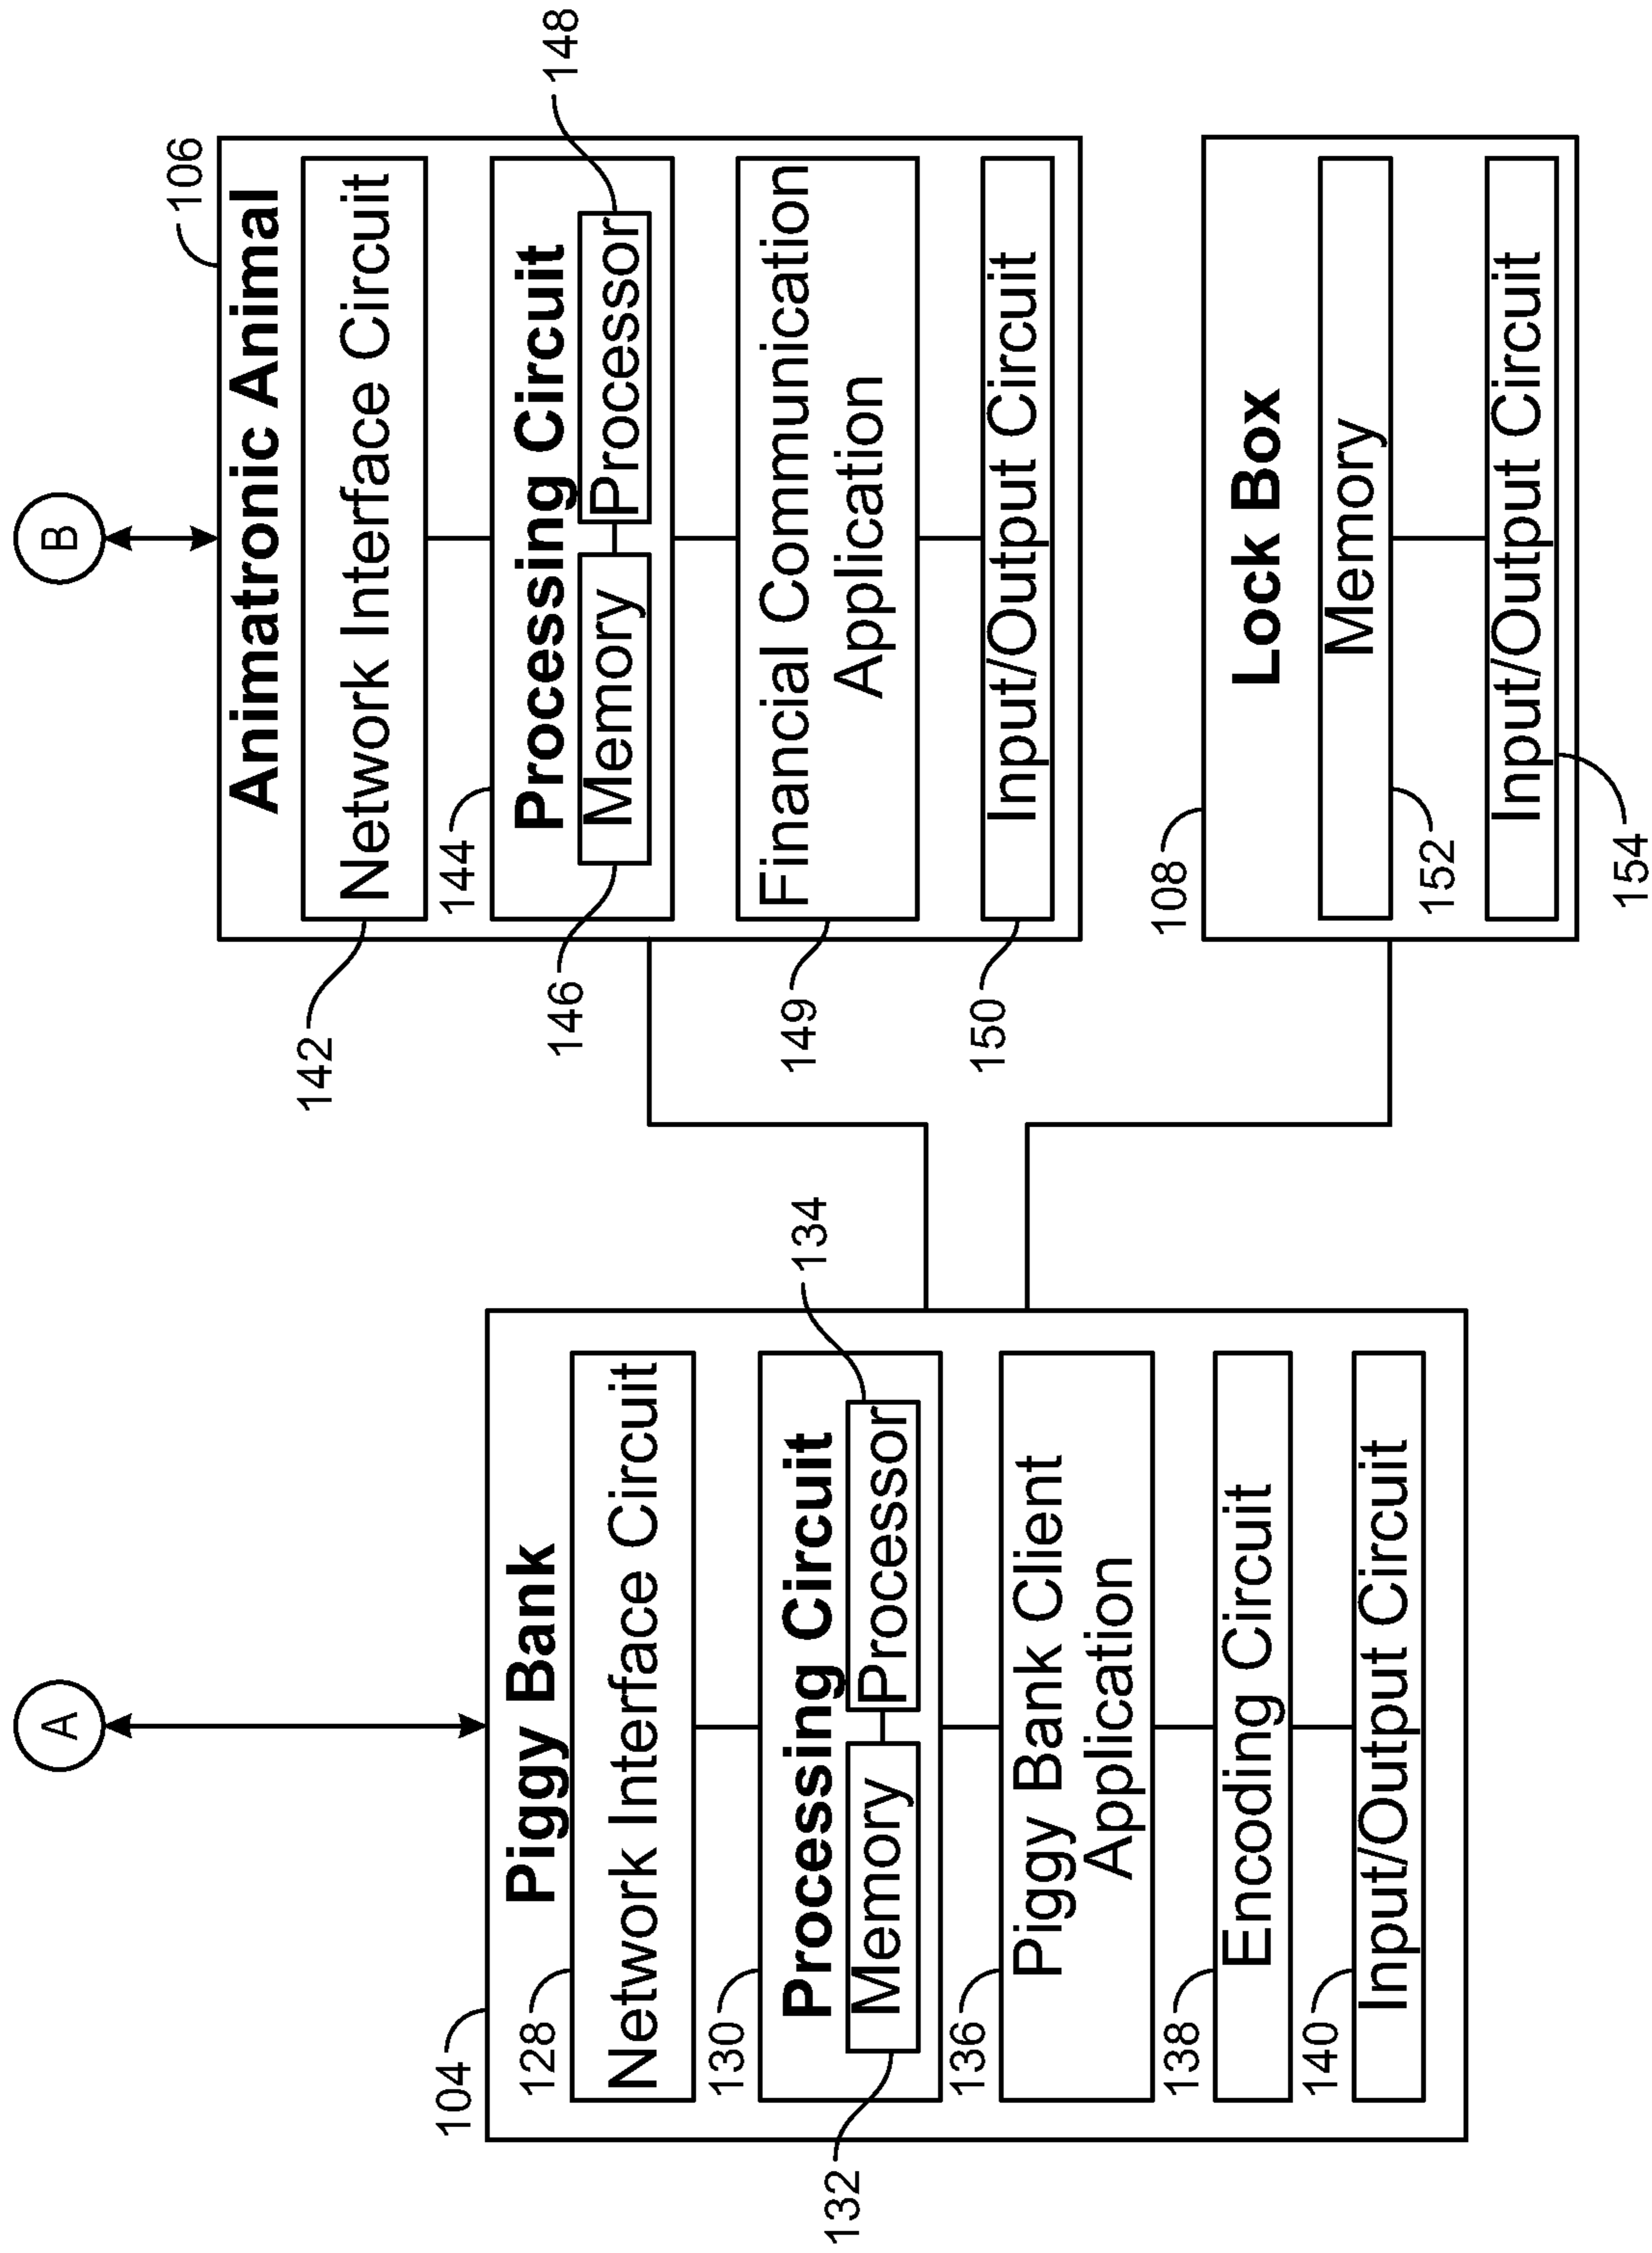 A
104
Piggy Bank
128
Network Interface Circuit
130
Processing Circuit
Memory
Processor
132
134
136
Piggy Bank Client
Application
138
Encoding Circuit
140
Input/Output Circuit
B
106
Animatronic Animal
142
Network Interface Circuit
144
Processing Circuit
Memory
Processor
146
148
149
Financial Communication
Application
150
Input/Output Circuit
108
Lock Box
Memory
152
Input/Output Circuit
154